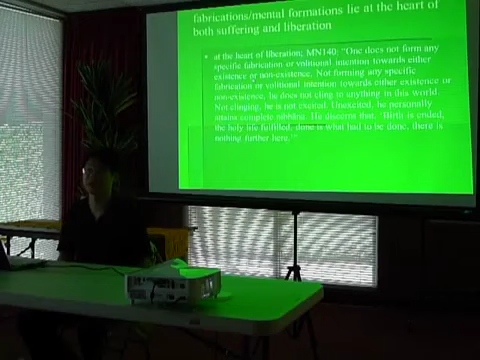 fabrications/mental formations lie at the heart of
both suffering and liberation
• at the heart of liberation; MN140: "One does not form any
specific fabrication or volitional intention towards either
existence or non-existence. Not forming any specific
fabrication or volitional intention towards either existence or
non-existence, he does not cling to anything in this world.
Not clinging, he is not excited. Unexcited, he personally
attains complete nibbāna. He discerns that, 'Birth is ended,
the holy life fulfilled, done is what had to be done, there is
nothing further here.'"